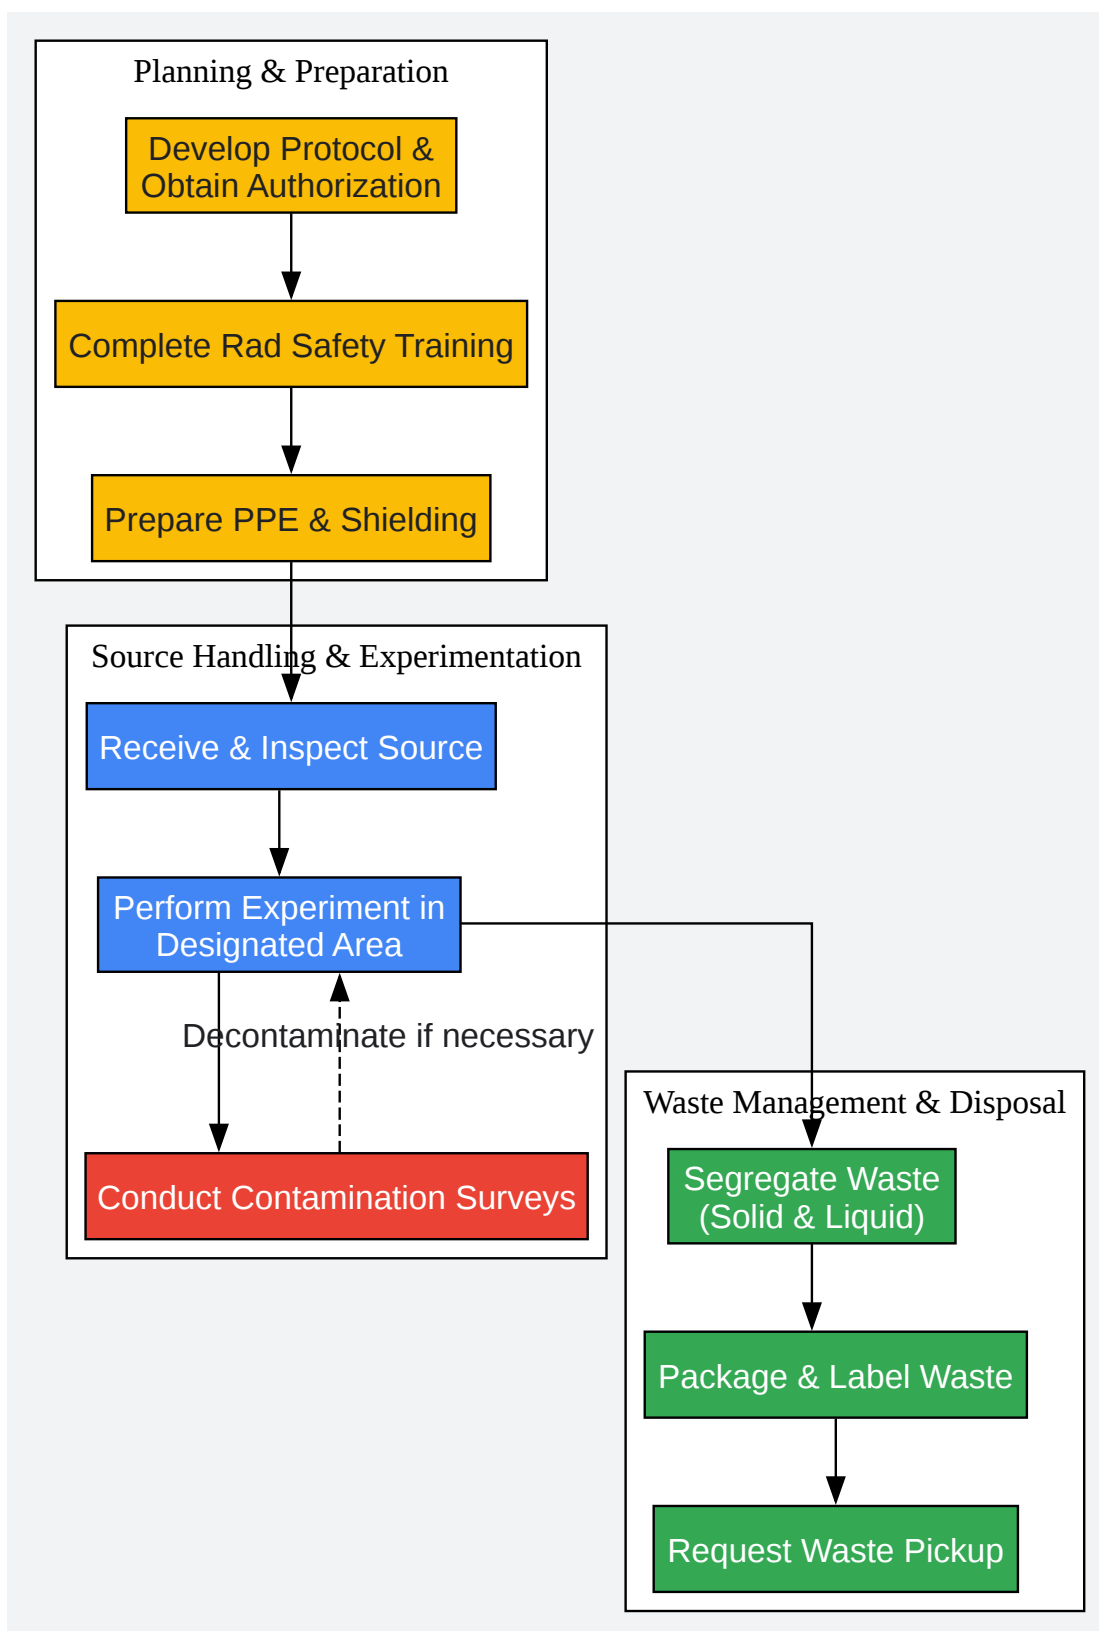 Planning & Preparation
Develop Protocol &
Obtain Authorization
Complete Rad Safety Training
Prepare PPE & Shielding
Source Handling & Experimentation
Receive & Inspect Source
Perform Experiment in
Designated Area
Decontaminate if necessary
Conduct Contamination Surveys
Waste Management & Disposal
Segregate Waste
(Solid & Liquid)
Package & Label Waste
Request Waste Pickup